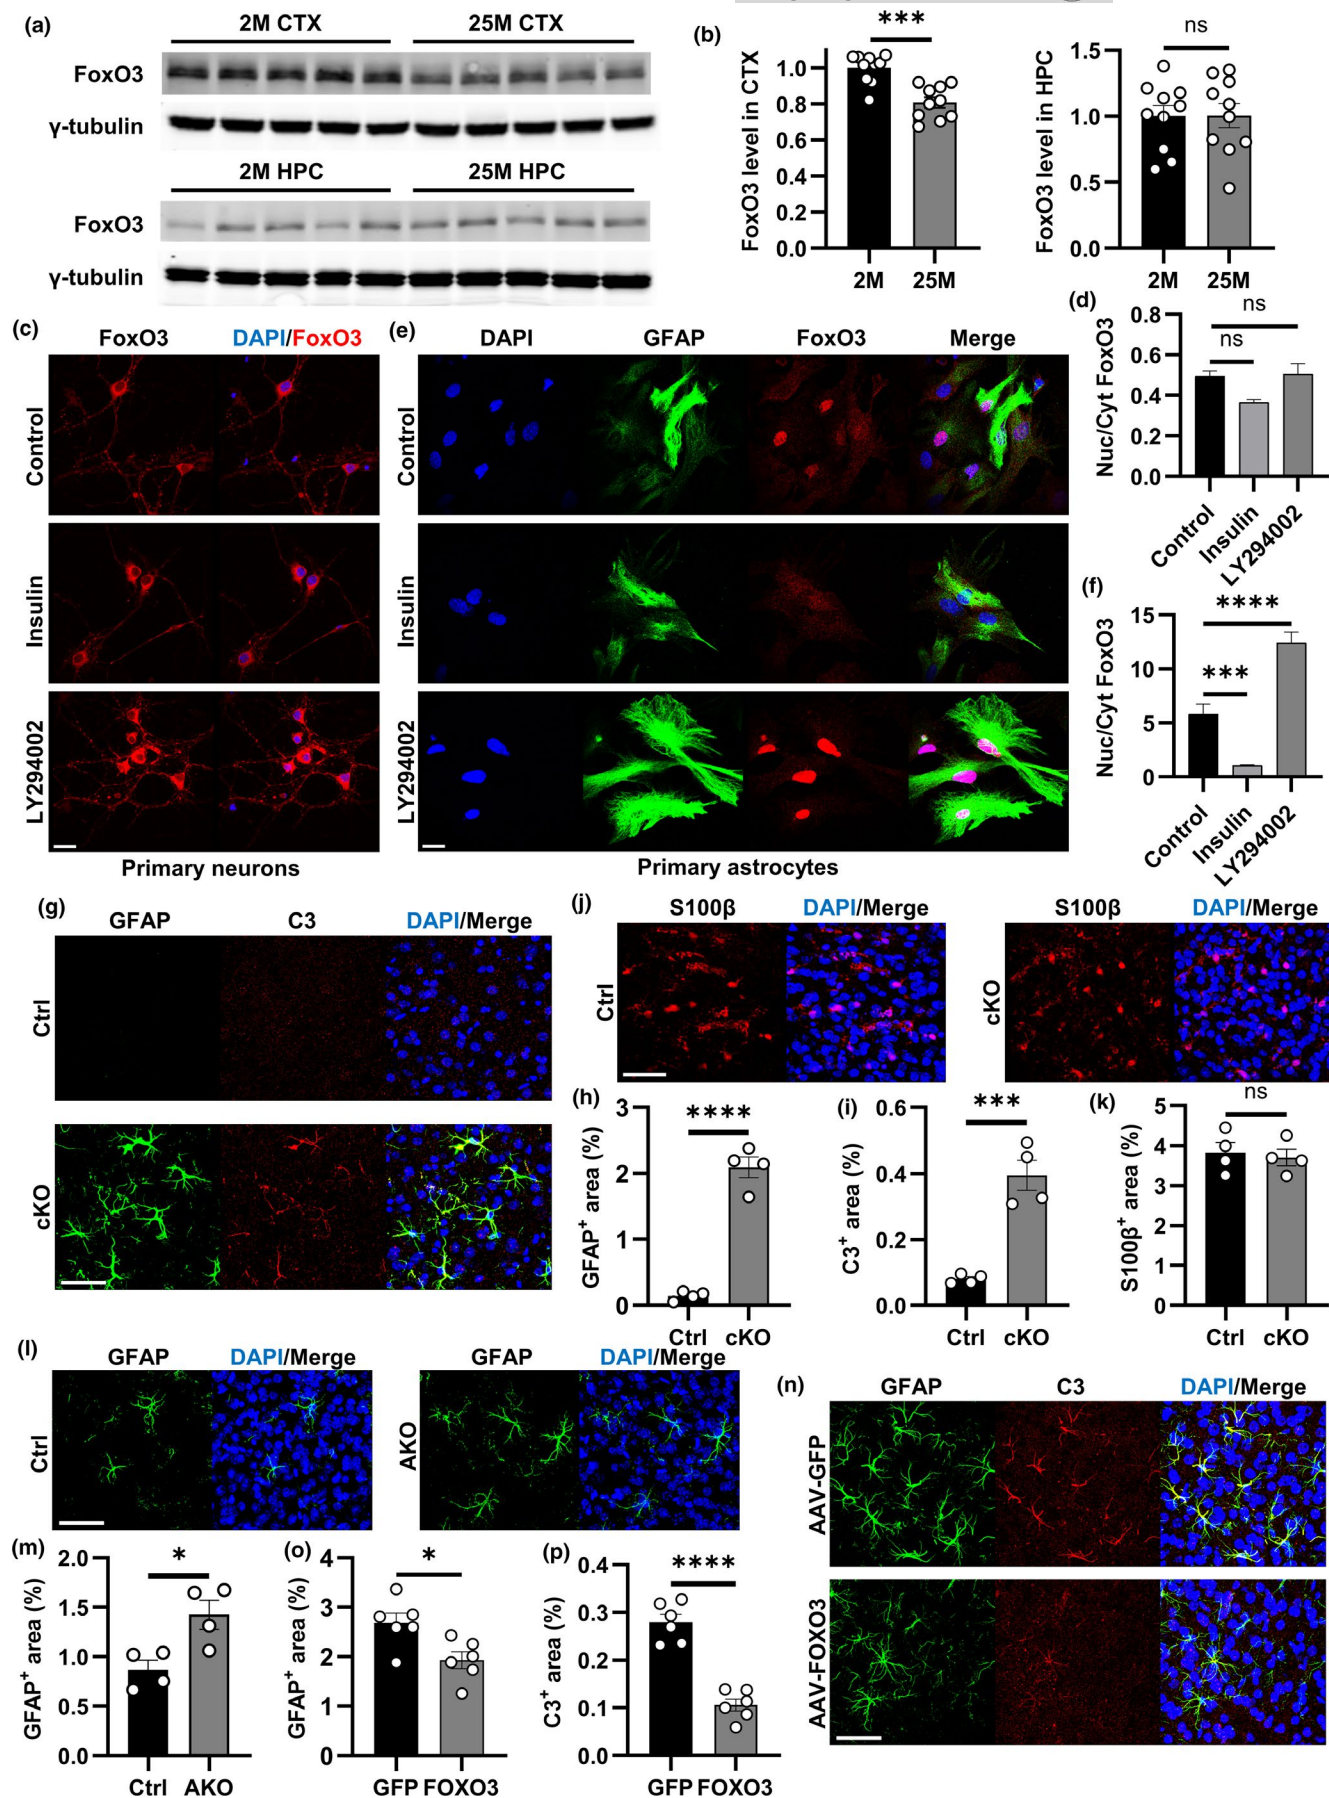 (a)
2M CTX 25M CTX
FoxO3
γ-tubulin
2M HPC 25M HPC
FoxO3
γ-tubulin
(b)
FoxO3 level in CTX
1.0
0.8
0.6
0.4
0.2
0.0
***
2M 25M
FoxO3 level in HPC
1.5
1.0
0.5
0.0
ns
2M 25M
(c)
FoxO3 DAPI/FoxO3
Control
Insulin
LY294002
Primary neurons
(e)
DAPI GFAP FoxO3 Merge
Control
Insulin
LY294002
Primary astrocytes
(d)
Nuc/Cyt FoxO3
0.8
0.6
0.4
0.2
0.0
ns
ns
Control
Insulin
LY294002
(f)
Nuc/Cyt FoxO3
15
10
5
0
****
***
Control
Insulin
LY294002
(g)
GFAP C3 DAPI/Merge
Ctrl
cKO
(j)
S100β DAPI/Merge
Ctrl
S100β DAPI/Merge
cKO
(h)
GFAP⁺ area (%)
3
2
1
0
****
Ctrl cKO
(i)
C3⁺ area (%)
0.6
0.4
0.2
0.0
***
Ctrl cKO
(k)
S100β⁺ area (%)
5
4
3
2
1
0
ns
Ctrl cKO
(l)
GFAP DAPI/Merge
Ctrl
GFAP DAPI/Merge
AKO
(m)
GFAP⁺ area (%)
2.0
1.5
1.0
0.5
0.0
*
Ctrl AKO
(o)
GFAP⁺ area (%)
4
3
2
1
0
*
GFP FOXO3
(p)
C3⁺ area (%)
0.4
0.3
0.2
0.1
0.0
****
GFP FOXO3
(n)
GFAP C3 DAPI/Merge
AAV-GFP
AAV-FOXO3